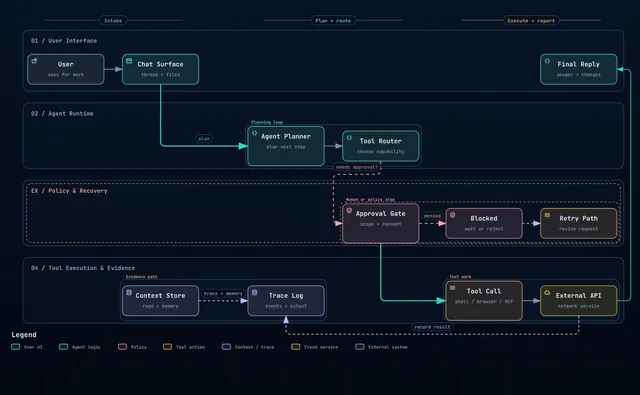 Intake
Plan + route
Execute + report
01 / User Interface
User
asks for work
Chat Surface
thread + files
Final Reply
answer + changes
02 / Agent Runtime
Planning loop
plan
Agent Planner
plan next step
Tool Router
choose capability
needs approval?
EX / Policy & Recovery
Human or policy stop
Approval Gate
scope + consent
denied
Blocked
wait or reject
Retry Path
revise request
04 / Tool Execution & Evidence
Evidence path
Context Store
repo + memory
trace + memory
Trace Log
events + output
Tool work
Tool Call
shell / browser / MCP
External API
network service
record result
Legend
User UI
Agent logic
Policy
Tool action
Context / trace
Cloud service
External system